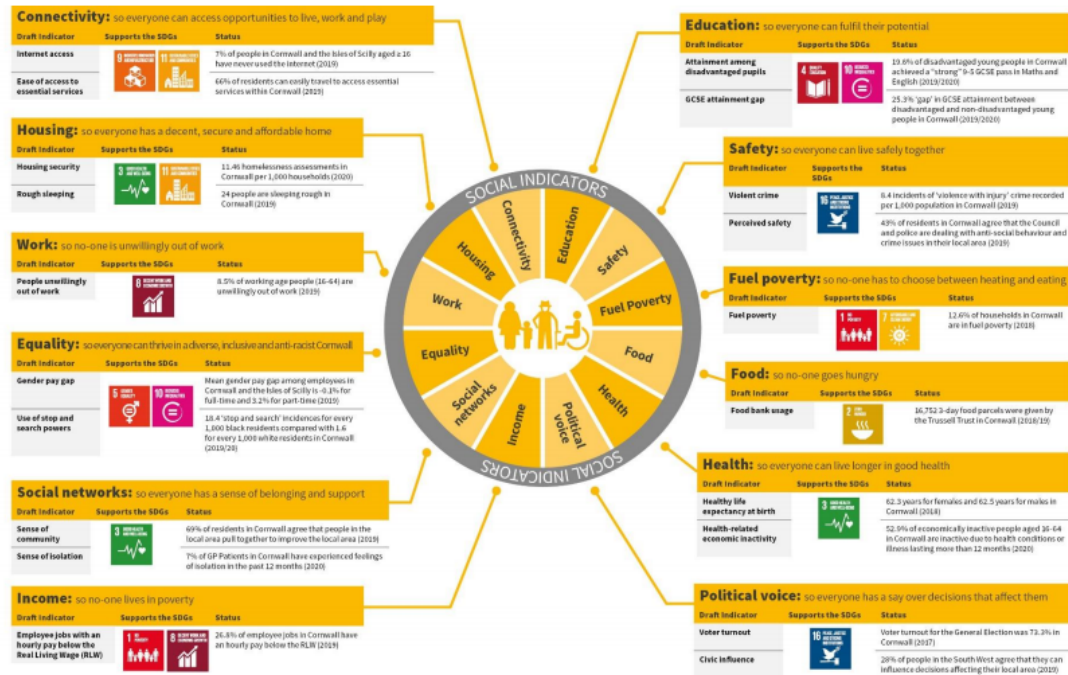 Connectivity: so everyone can access opportunities to live, work and play
Draft Indicator Supports the SDGs Status
Internet access
9
11
7% of people in Cornwall and the Isles of Scilly aged ≥ 16
have never used the internet (2019)
Ease of access to
essential services
66% of residents can easily travel to access essential
services within Cornwall (2019)
Housing: so everyone has a decent, secure and affordable home
Draft Indicator Supports the SDGs Status
Housing security
3
11
11.46 homelessness assessments in
Cornwall per 1,000 households (2020)
Rough sleeping
24 people are sleeping rough in
Cornwall (2019)
Work: so no-one is unwillingly out of work
Draft Indicator Supports the SDGs Status
People unwillingly
out of work
8
8.5% of working age people (16-64) are
unwillingly out of work (2019)
Equality: so everyone can thrive in a diverse, inclusive and anti-racist Cornwall
Draft Indicator Supports the SDGs Status
Gender pay gap
5
10
Mean gender pay gap among employees in
Cornwall and the Isles of Scilly is -0.1% for
full-time and 3.2% for part-time (2019)
Use of stop and
search powers
18.4 'stop and search' incidences for every
1,000 black residents compared with 1.6
for every 1,000 white residents in Cornwall
(2019/20)
Social networks: so everyone has a sense of belonging and support
Draft Indicator Supports the SDGs Status
Sense of
community
3
69% of residents in Cornwall agree that people in the
local area pull together to improve the local area (2019)
Sense of isolation
7% of GP Patients in Cornwall have experienced feelings
of isolation in the past 12 months (2020)
Income: so no-one lives in poverty
Draft Indicator Supports the SDGs Status
Employee jobs with an
hourly pay below the
Real Living Wage (RLW)
1
8
26.8% of employee jobs in Cornwall have
an hourly pay below the RLW (2019)
SOCIAL INDICATORS
Connectivity
Education
Safety
Fuel Poverty
Food
Health
Political
voice
Income
Social
networks
Equality
Work
Housing
SOCIAL INDICATORS
Education: so everyone can fulfil their potential
Draft Indicator Supports the SDGs Status
Attainment among
disadvantaged pupils
4
10
19.6% of disadvantaged young people in Cornwall
achieved a "strong" 9-5 GCSE pass in Maths and
English (2019/2020)
GCSE attainment gap
25.3% 'gap' in GCSE attainment between
disadvantaged and non-disadvantaged young
people in Cornwall (2019/2020)
Safety: so everyone can live safely together
Draft Indicator Supports the SDGs Status
Violent crime
16
6.4 incidents of 'violence with injury' crime recorded
per 1,000 population in Cornwall (2019)
Perceived safety
49% of residents in Cornwall agree that the Council
and police are dealing with anti-social behaviour and
crime issues in their local area (2019)
Fuel poverty: so no-one has to choose between heating and eating
Draft Indicator Supports the SDGs Status
Fuel poverty
1
7
12.6% of households in Cornwall
are in fuel poverty (2018)
Food: so no-one goes hungry
Draft Indicator Supports the SDGs Status
Food bank usage
2
16,752 3-day food parcels were given by
the Trussell Trust in Cornwall (2018/19)
Health: so everyone can live longer in good health
Draft Indicator Supports the SDGs Status
Healthy life
expectancy at birth
3
62.3 years for females and 62.5 years for males in
Cornwall (2018)
Health-related
economic inactivity
52.9% of economically inactive people aged 16-64
in Cornwall are inactive due to health conditions or
illness lasting more than 12 months (2020)
Political voice: so everyone has a say over decisions that affect them
Draft Indicator Supports the SDGs Status
Voter turnout
16
Voter turnout for the General Election was 73.3% in
Cornwall (2017)
Civic influence
28% of people in the South West agree that they can
influence decisions affecting their local area (2019)